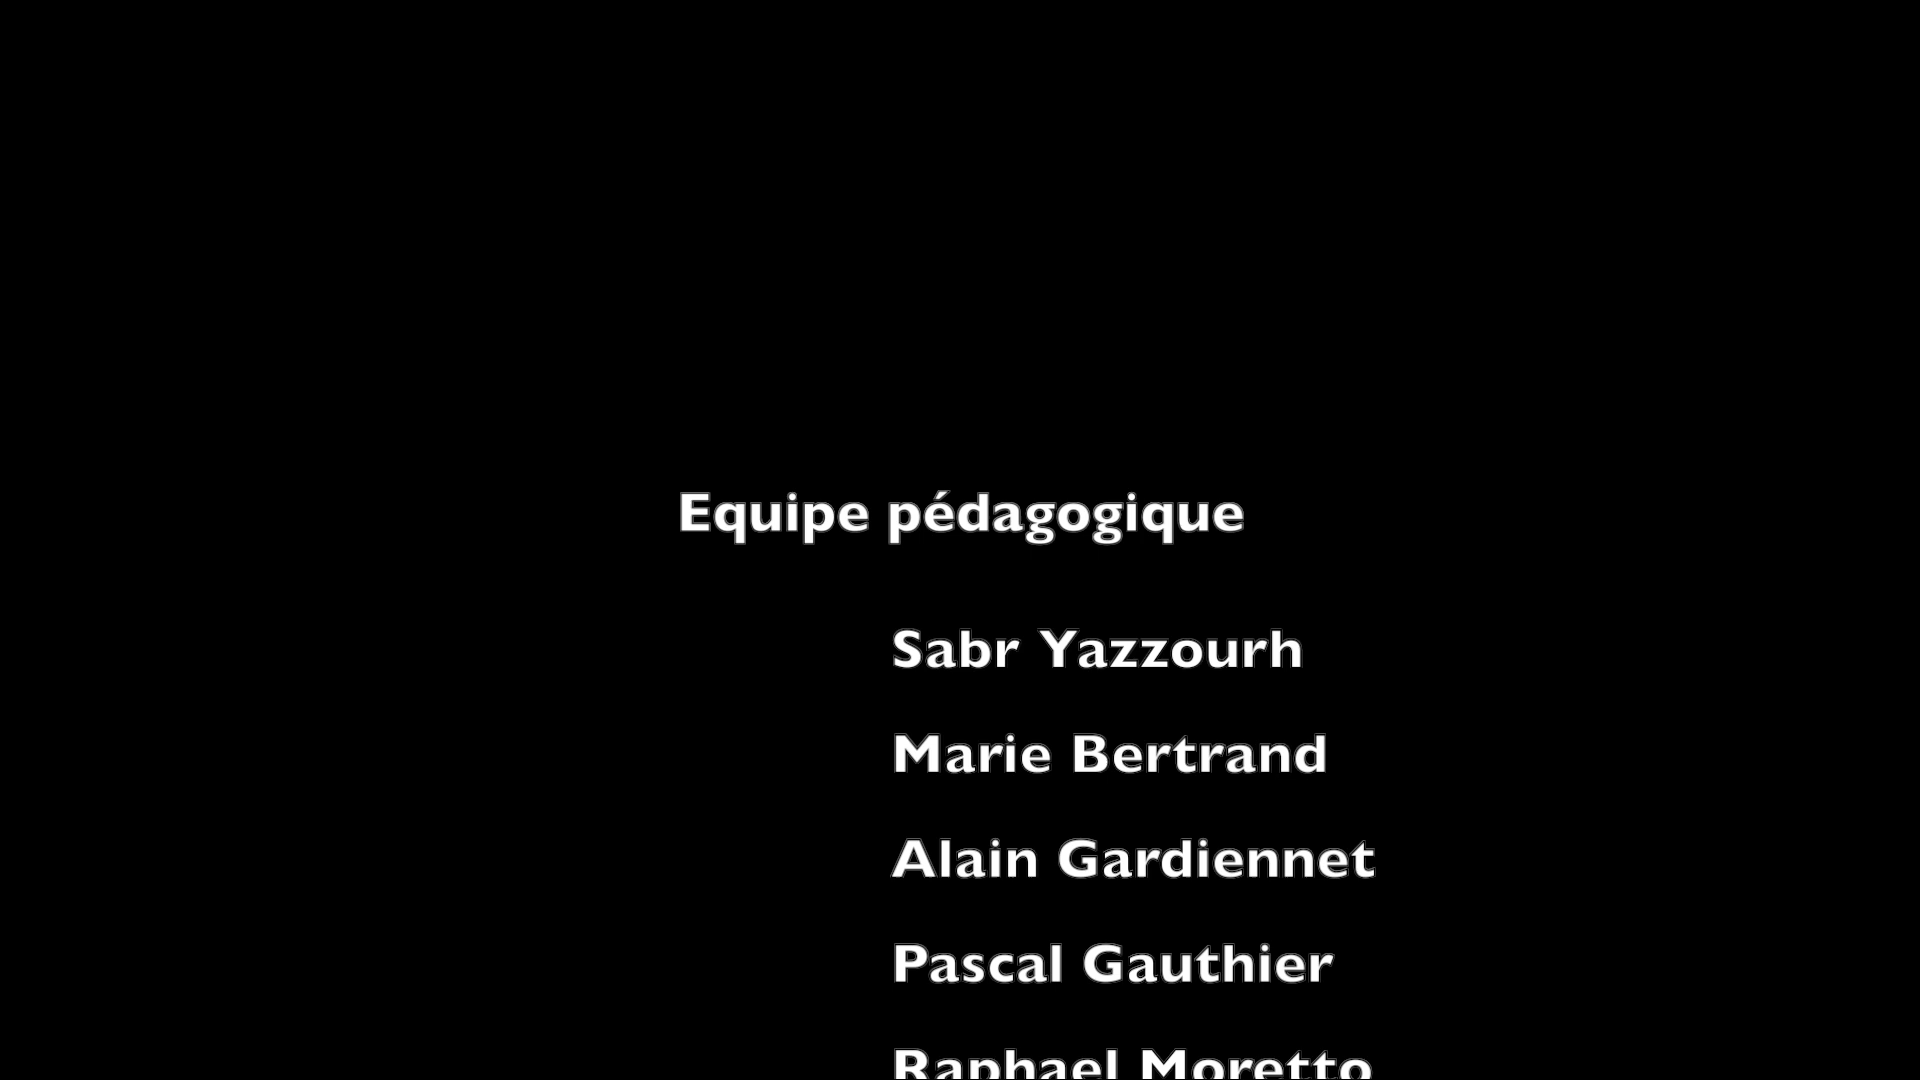 Equipe pédagogique
Sabr Yazzourh
Marie Bertrand
Alain Gardiennet
Pascal Gauthier
Raphael Moretto